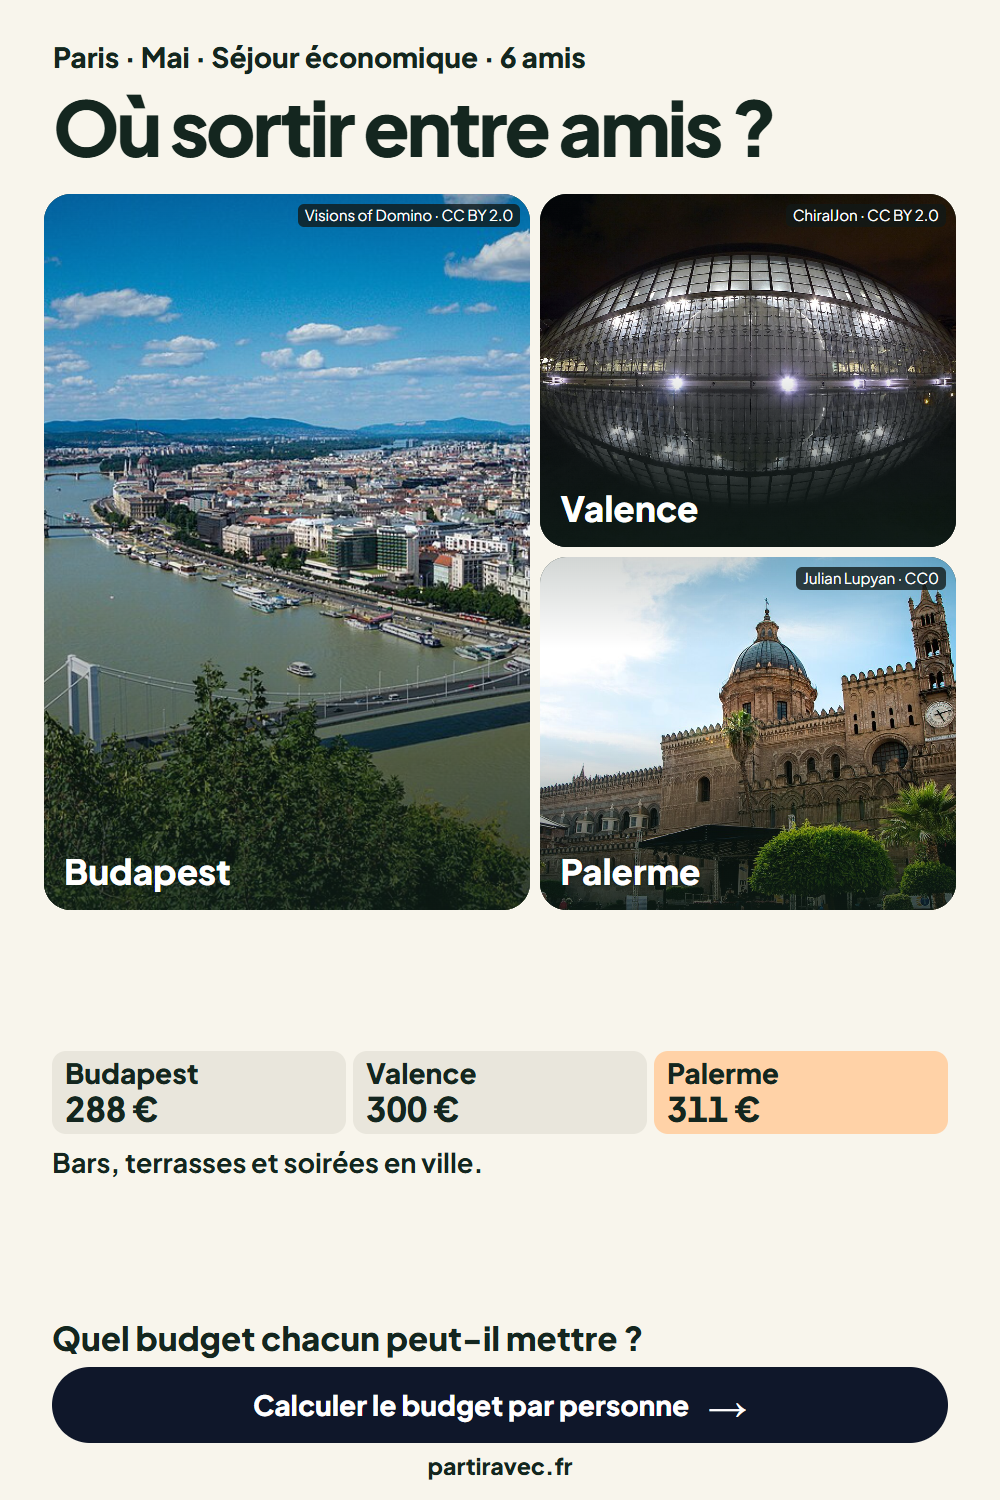 Paris · Mai · Séjour économique · 6 amis
Où sortir entre amis ?
Visions of Domino · CC BY 2.0
Budapest
ChiralJon · CC BY 2.0
Valence
Julian Lupyan · CC0
Palerme
Budapest
288 €
Valence
300 €
Palerme
311 €
Bars, terrasses et soirées en ville.
Quel budget chacun peut-il mettre ?
Calculer le budget par personne →
partiravec.fr